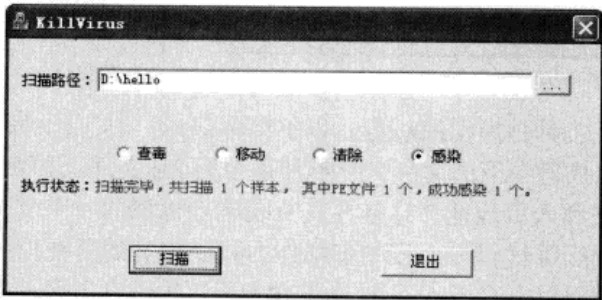 KillVirus
扫描路径：D:\hello
...
查毒 移动 清除 感染
执行状态：扫描完毕，共扫描 1 个样本， 其中PE文件 1 个，成功感染 1 个。
扫描 退出